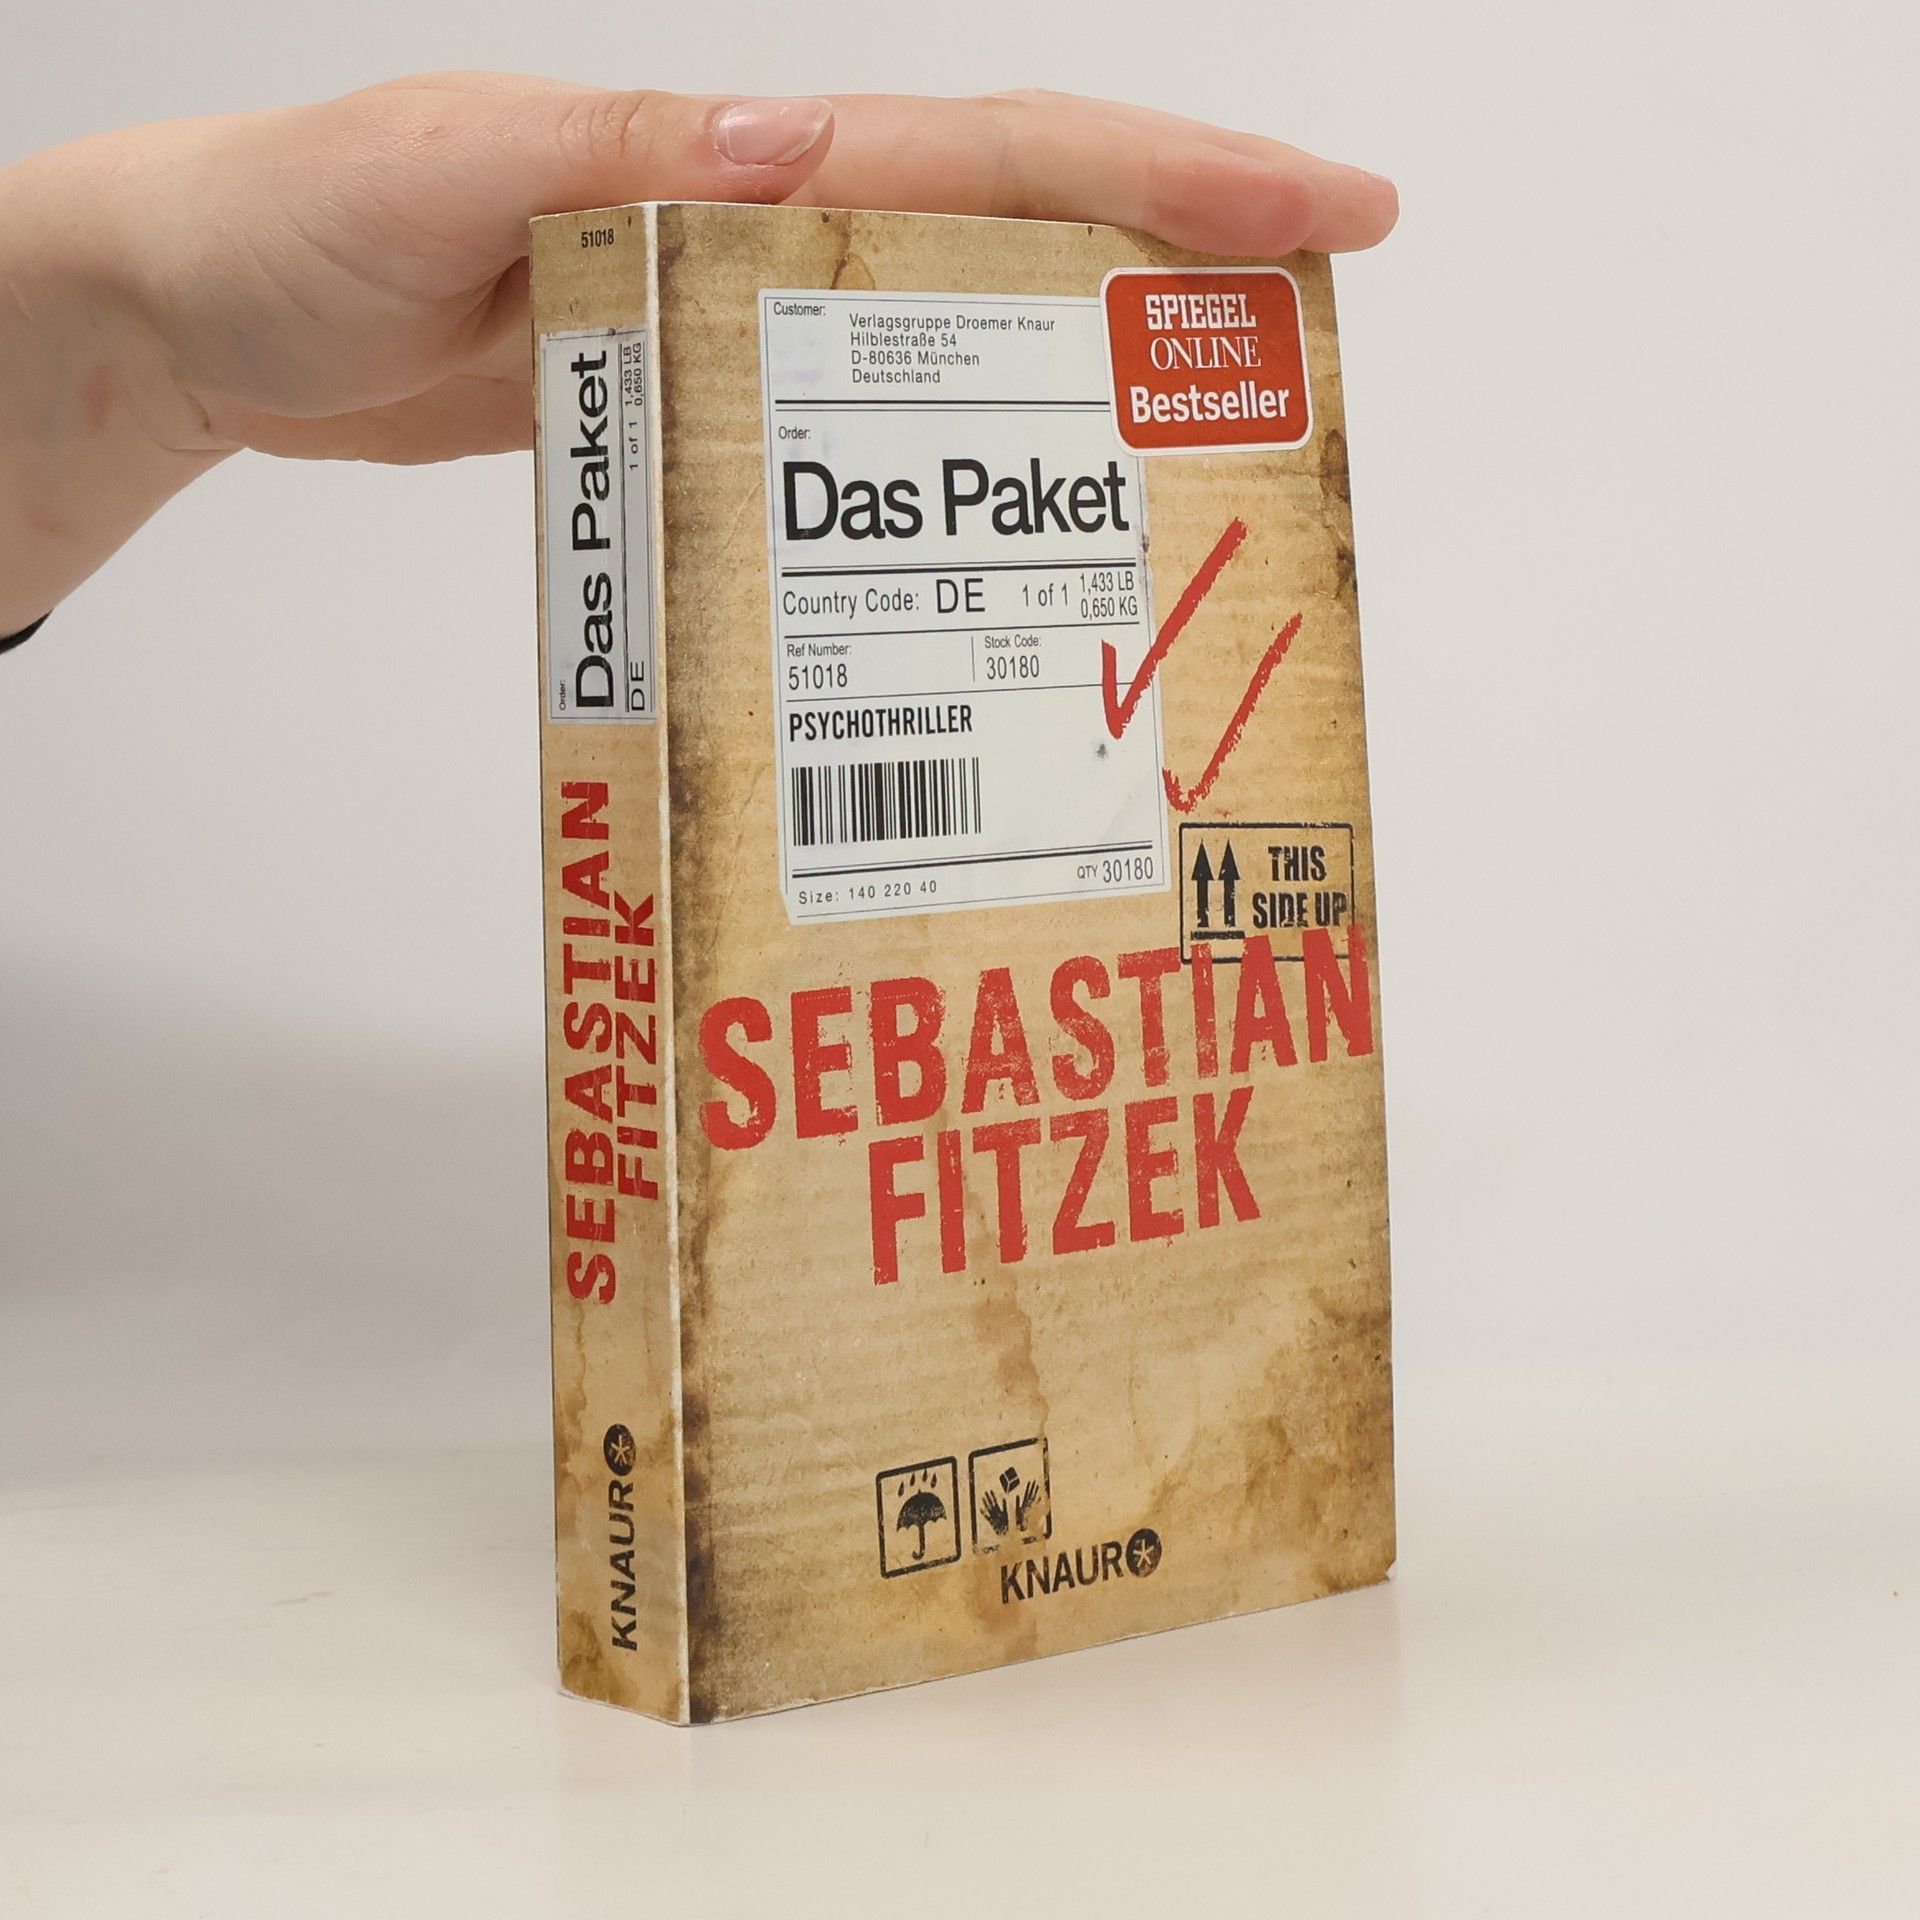 51018
Order:
Das Paket
DE
1 of 1
1,433 LB
0,650 KG
SEBASTIAN
FITZEK
KNAUR
Customer:
Verlagsgruppe Droemer Knaur
Hilblestraße 54
D-80636 München
Deutschland
SPIEGEL
ONLINE
Bestseller
Order:
Das Paket
Country Code: DE 1 of 1 1,433 LB
0,650 KG
Ref Number:
51018
Stock Code:
30180
PSYCHOTHRILLER
QTY 30180
Size: 140 220 40
THIS
SIDE UP
SEBASTIAN
FITZEK
KNAUR